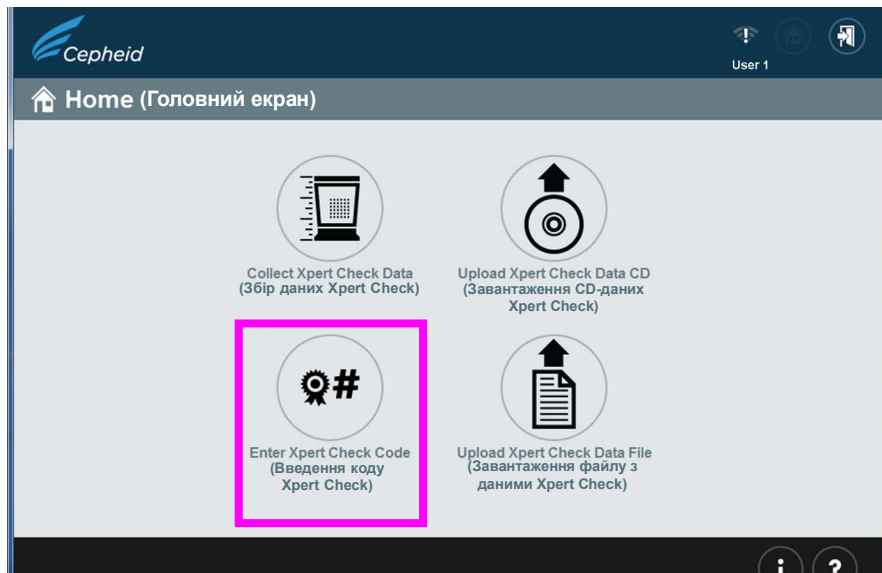 Cepheid
User 1
Home (Головний екран)
Collect Xpert Check Data
(Збір даних Xpert Check)
Upload Xpert Check Data CD
(Завантаження CD-даних
Xpert Check)
#
Enter Xpert Check Code
(Введення коду
Xpert Check)
Upload Xpert Check Data File
(Завантаження файлу з
даними Xpert Check)
i ?